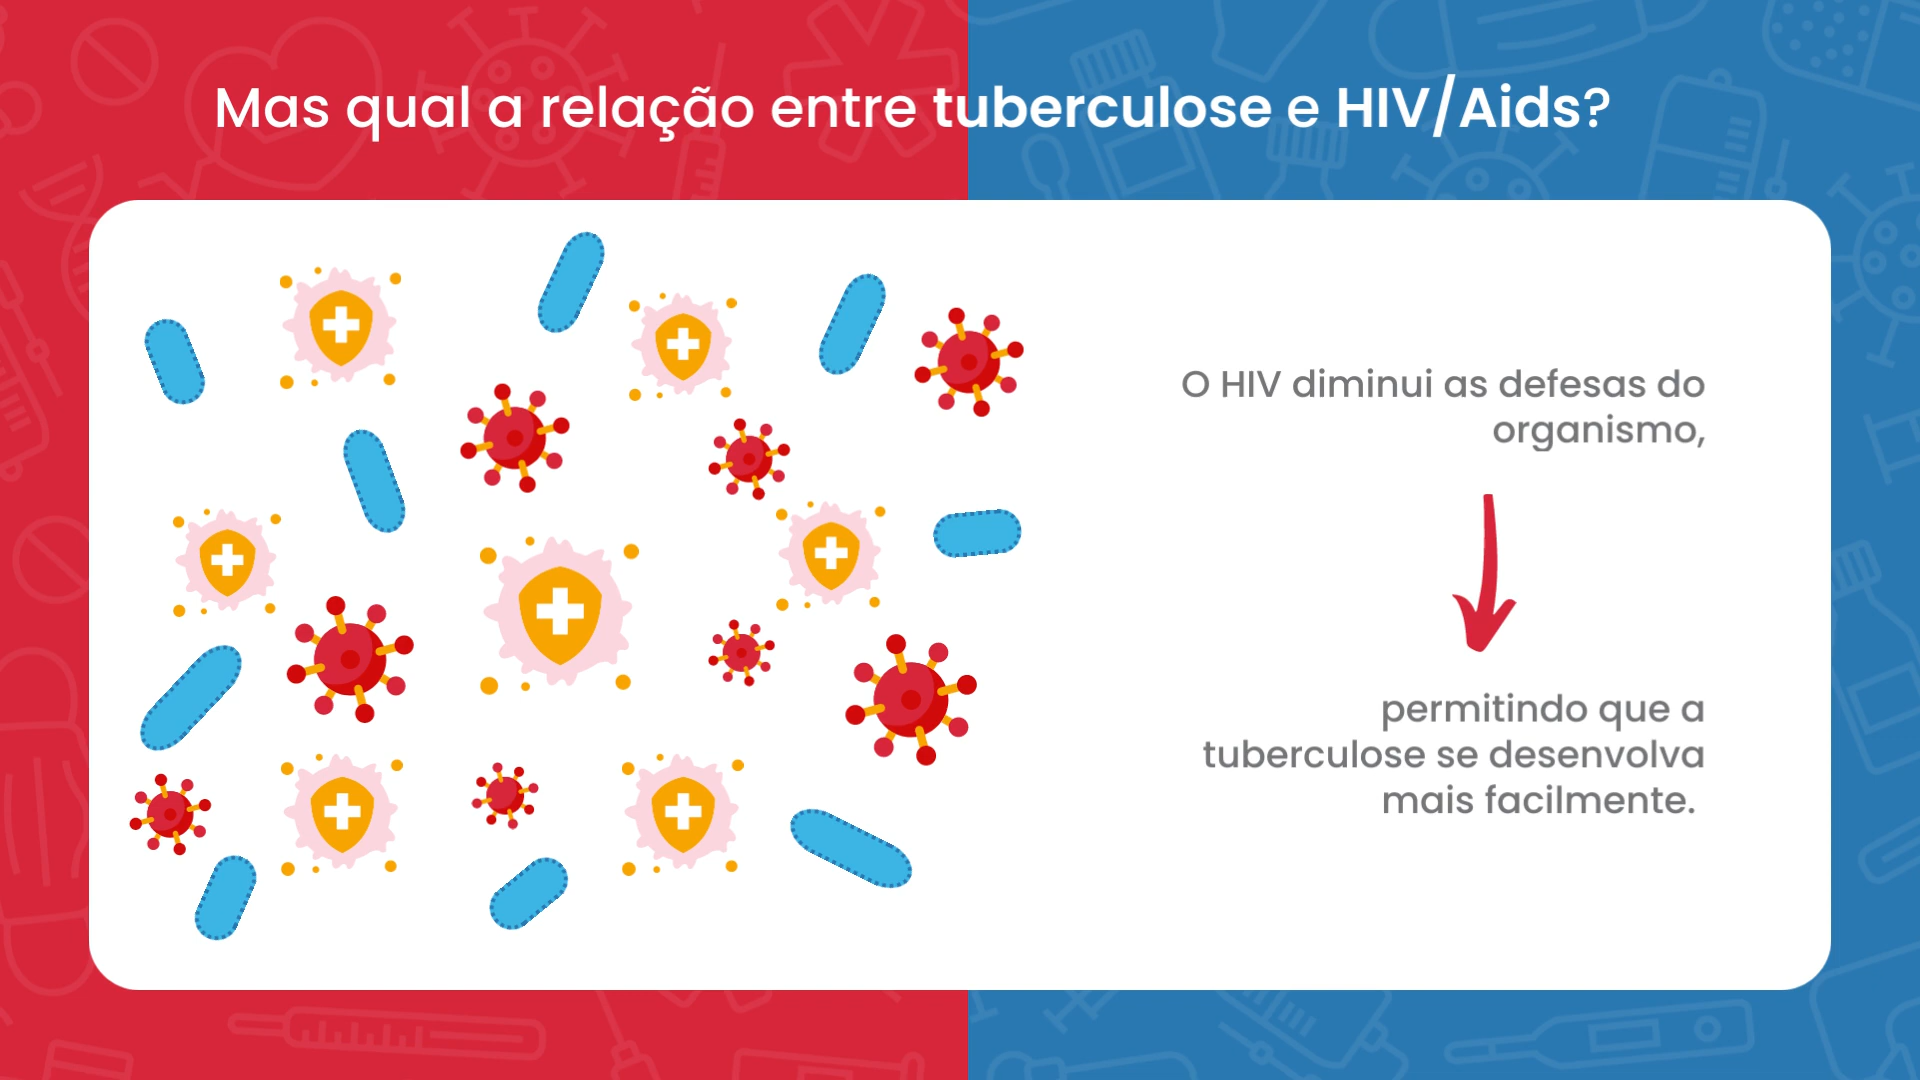 Mas qual a relação entre tuberculose e HIV/Aids?
O HIV diminui as defesas do
organismo,
permitindo que a
tuberculose se desenvolva
mais facilmente.